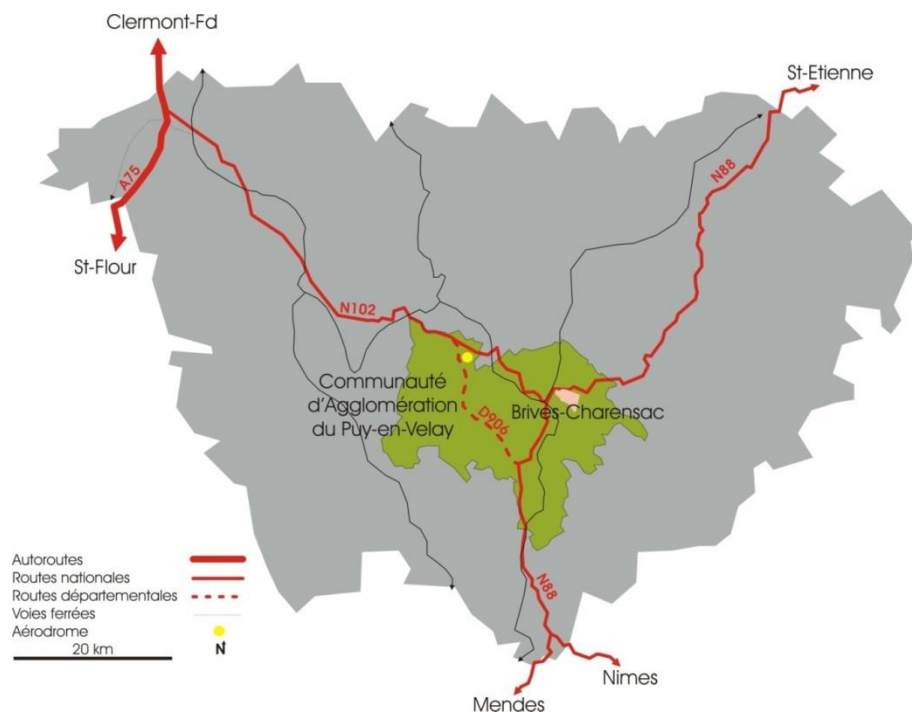 Clermont-Fd
St-Etienne
A75
N88
St-Flour
N102
Communauté
d'Agglomération
du Puy-en-Velay
Brives-Charensac
D906
N88
Autoroutes
Routes nationales
Routes départementales
Voies ferrées
Aérodrome
20 km
N
Nimes
Mendes